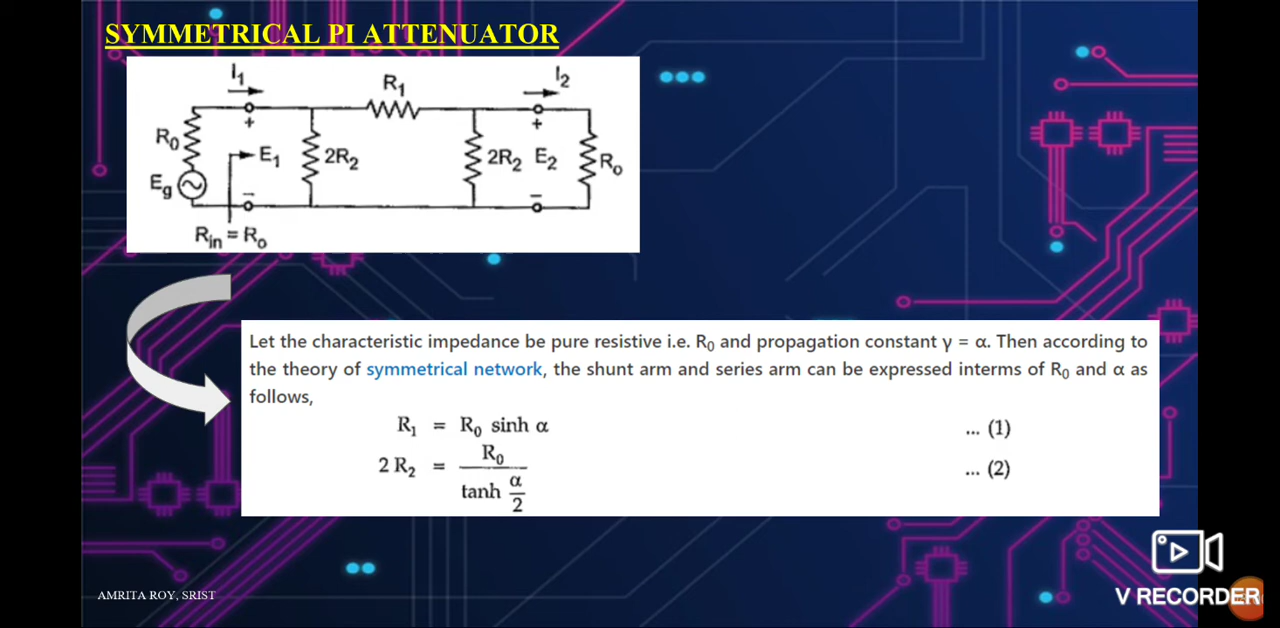 SYMMETRICAL PI ATTENUATOR
I₁
R₁
I₂
+
+
R₀
E₁
2R₂
2R₂
E₂
R₀
Eg
−
−
Rin = R₀
Let the characteristic impedance be pure resistive i.e. R₀ and propagation constant γ = α. Then according to
the theory of symmetrical network, the shunt arm and series arm can be expressed interms of R₀ and α as
follows,
R₁ = R₀ sinh α ... (1)
2 R₂ = R₀ / tanh α/2 ... (2)
AMRITA ROY, SRIST
V RECORDER